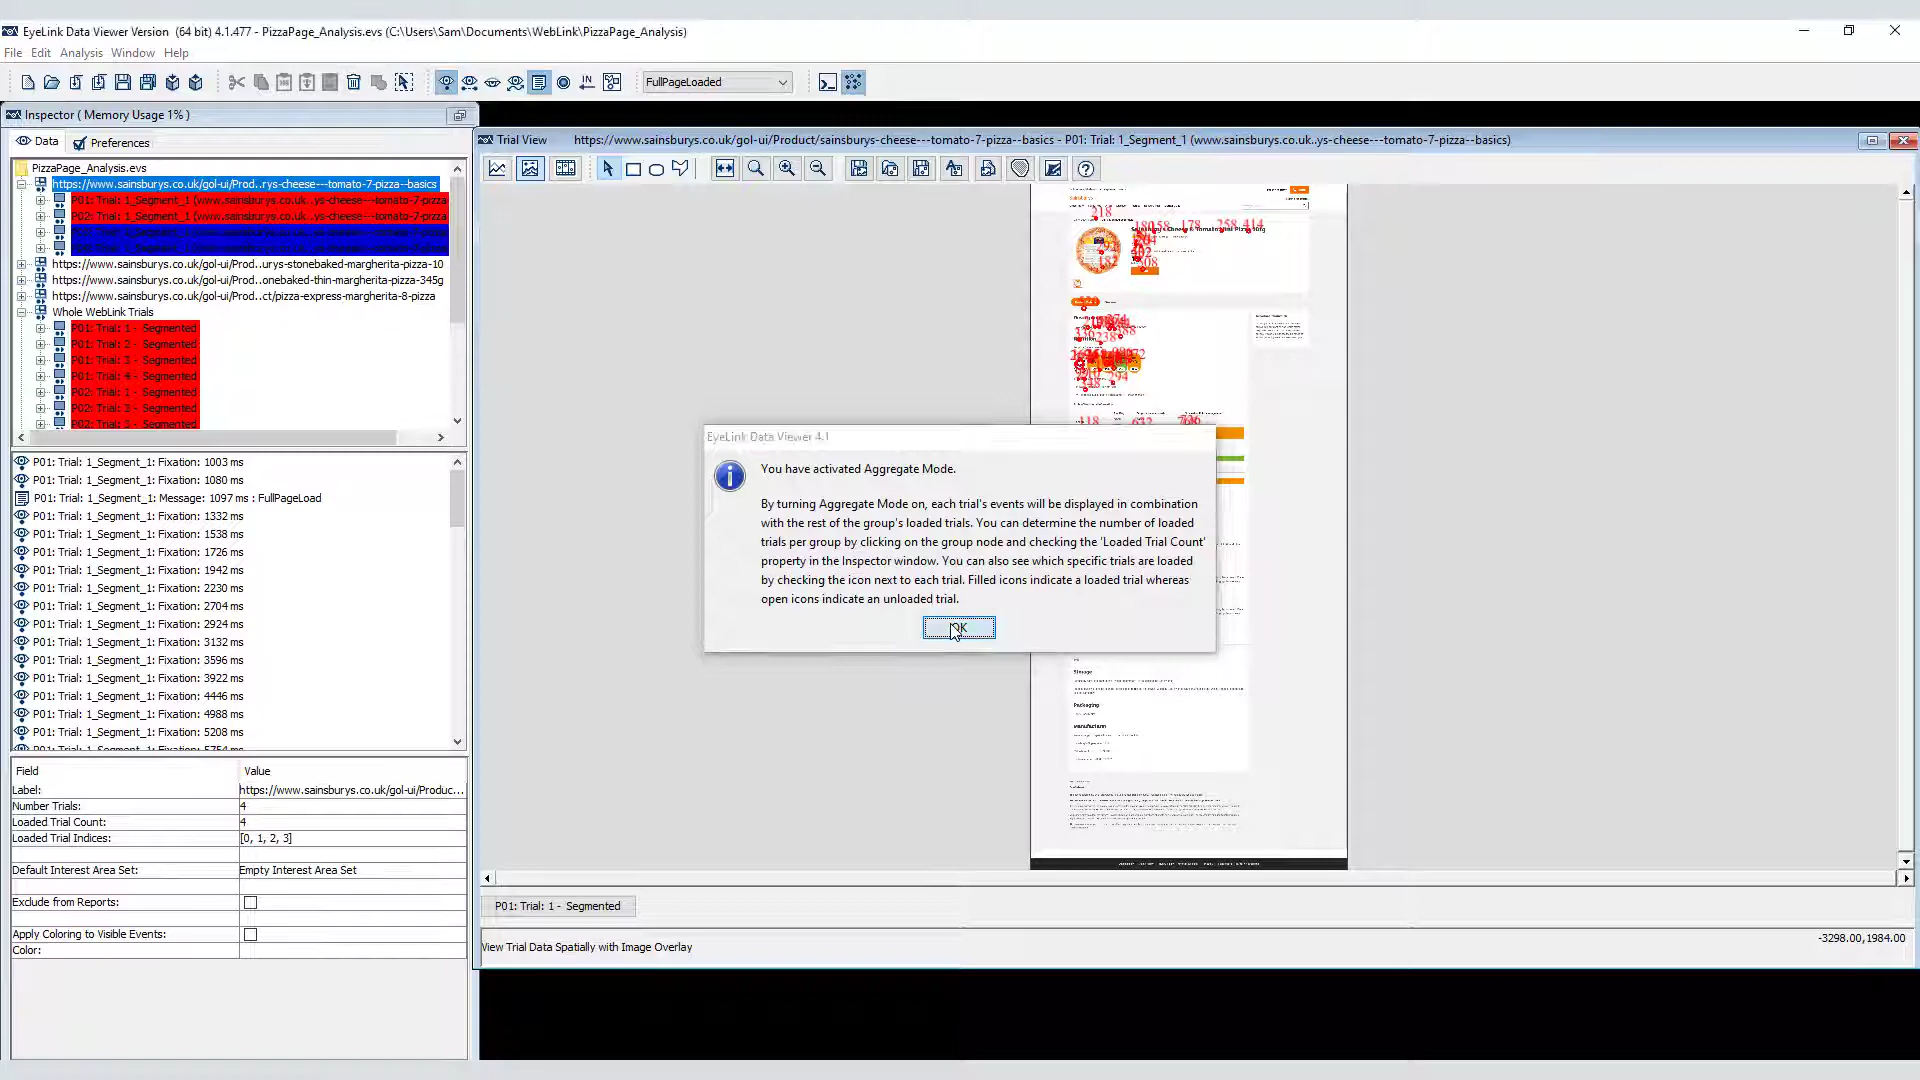 EyeLink Data Viewer Version (64 bit) 4.1.477 - PizzaPage_Analysis.evs (C:\Users\Sam\Documents\WebLink\PizzaPage_Analysis)
File Edit Analysis Window Help
IN
FullPageLoaded
Inspector ( Memory Usage 1% )
Data Preferences
PizzaPage_Analysis.evs
https://www.sainsburys.co.uk/gol-ui/Prod..rys-cheese---tomato-7-pizza--basics
P01: Trial: 1_Segment_1 (www.sainsburys.co.uk..ys-cheese---tomato-7-pizza
P02: Trial: 1_Segment_1 (www.sainsburys.co.uk..ys-cheese---tomato-7-pizza
https://www.sainsburys.co.uk/gol-ui/Prod..urys-stonebaked-margherita-pizza-10
https://www.sainsburys.co.uk/gol-ui/Prod..onebaked-thin-margherita-pizza-345g
https://www.sainsburys.co.uk/gol-ui/Prod..ct/pizza-express-margherita-8-pizza
Whole WebLink Trials
P01: Trial: 1 - Segmented
P01: Trial: 2 - Segmented
P01: Trial: 3 - Segmented
P01: Trial: 4 - Segmented
P02: Trial: 1 - Segmented
P02: Trial: 3 - Segmented
P01: Trial: 1_Segment_1: Fixation: 1003 ms
P01: Trial: 1_Segment_1: Fixation: 1080 ms
P01: Trial: 1_Segment_1: Message: 1097 ms : FullPageLoad
P01: Trial: 1_Segment_1: Fixation: 1332 ms
P01: Trial: 1_Segment_1: Fixation: 1538 ms
P01: Trial: 1_Segment_1: Fixation: 1726 ms
P01: Trial: 1_Segment_1: Fixation: 1942 ms
P01: Trial: 1_Segment_1: Fixation: 2230 ms
P01: Trial: 1_Segment_1: Fixation: 2704 ms
P01: Trial: 1_Segment_1: Fixation: 2924 ms
P01: Trial: 1_Segment_1: Fixation: 3132 ms
P01: Trial: 1_Segment_1: Fixation: 3596 ms
P01: Trial: 1_Segment_1: Fixation: 3922 ms
P01: Trial: 1_Segment_1: Fixation: 4446 ms
P01: Trial: 1_Segment_1: Fixation: 4988 ms
P01: Trial: 1_Segment_1: Fixation: 5208 ms
P01: Trial: 1_Segment_1: Fixation: 5754 ms
Field Value
Label: https://www.sainsburys.co.uk/gol-ui/Produc...
Number Trials: 4
Loaded Trial Count: 4
Loaded Trial Indices: [0, 1, 2, 3]
Default Interest Area Set: Empty Interest Area Set
Exclude from Reports:
Apply Coloring to Visible Events:
Color:
Trial View https://www.sainsburys.co.uk/gol-ui/Product/sainsburys-cheese---tomato-7-pizza--basics - P01: Trial: 1_Segment_1 (www.sainsburys.co.uk..ys-cheese---tomato-7-pizza--basics)
218
178 258 414
182
238
294
118
Storage
Packaging
EyeLink Data Viewer 4.1
You have activated Aggregate Mode.
By turning Aggregate Mode on, each trial's events will be displayed in combination
with the rest of the group's loaded trials. You can determine the number of loaded
trials per group by clicking on the group node and checking the 'Loaded Trial Count'
property in the Inspector window. You can also see which specific trials are loaded
by checking the icon next to each trial. Filled icons indicate a loaded trial whereas
open icons indicate an unloaded trial.
OK
P01: Trial: 1 - Segmented
View Trial Data Spatially with Image Overlay
-3298.00,1984.00